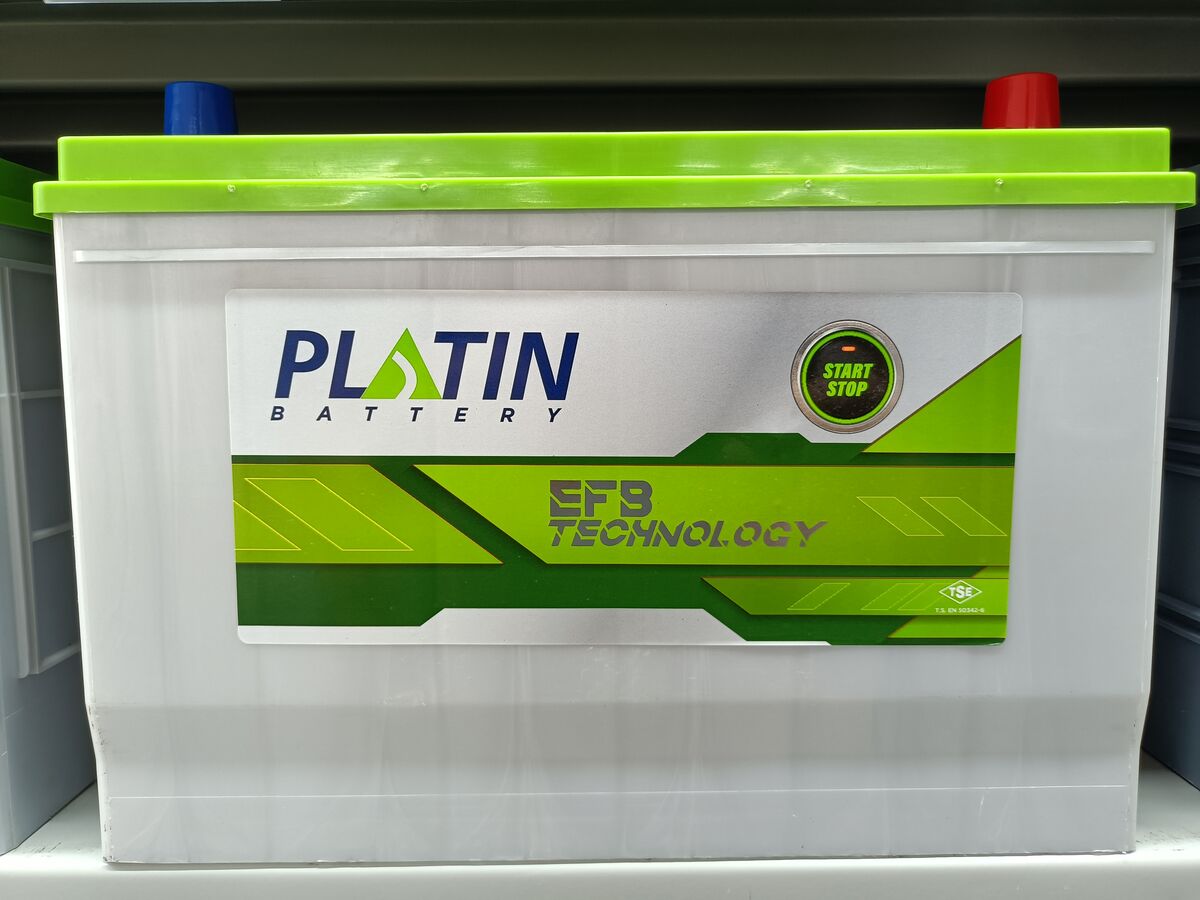 PLATIN
BATTERY
START
STOP
EFB
TECHNOLOGY
TSE
T.S. EN 50342-6